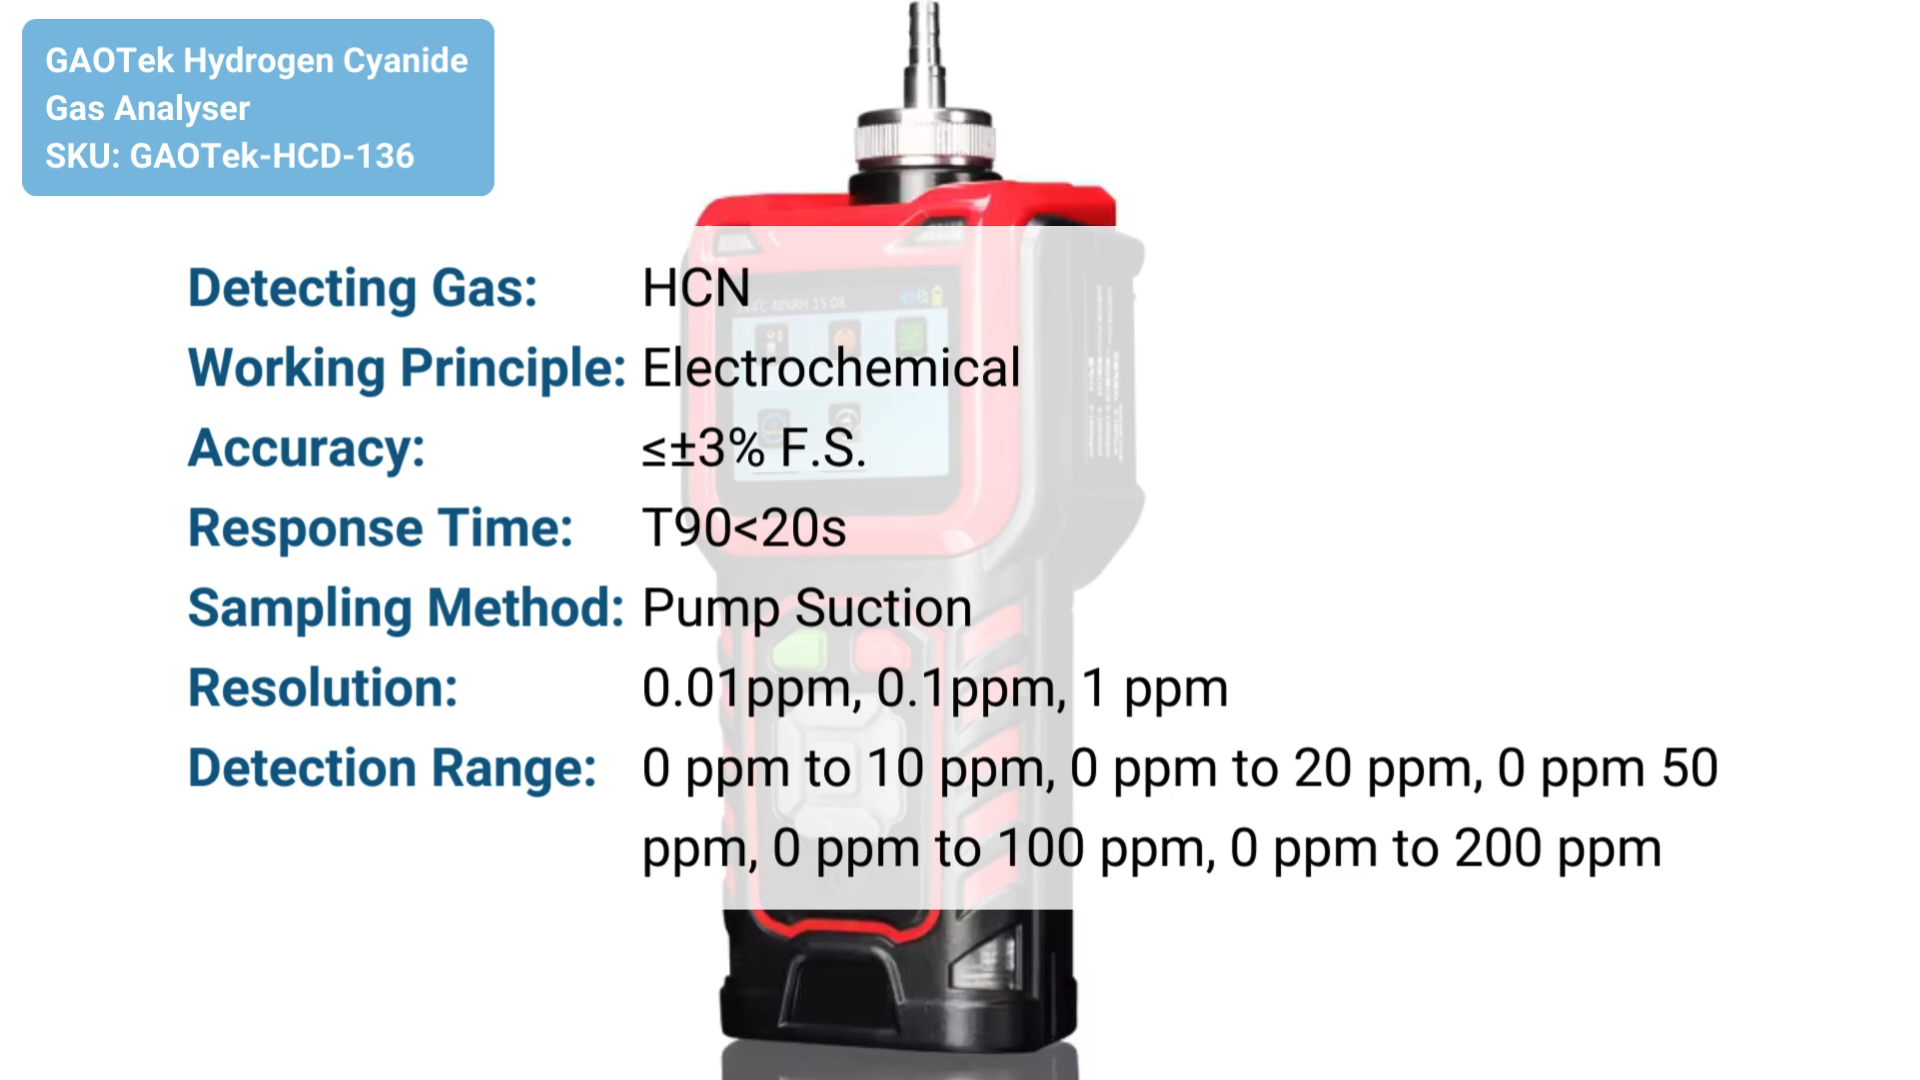 GAOTek Hydrogen Cyanide
Gas Analyser
SKU: GAOTek-HCD-136
Detecting Gas: HCN
Working Principle: Electrochemical
Accuracy: ≤±3% F.S.
Response Time: T90<20s
Sampling Method: Pump Suction
Resolution: 0.01ppm, 0.1ppm, 1 ppm
Detection Range: 0 ppm to 10 ppm, 0 ppm to 20 ppm, 0 ppm 50
ppm, 0 ppm to 100 ppm, 0 ppm to 200 ppm